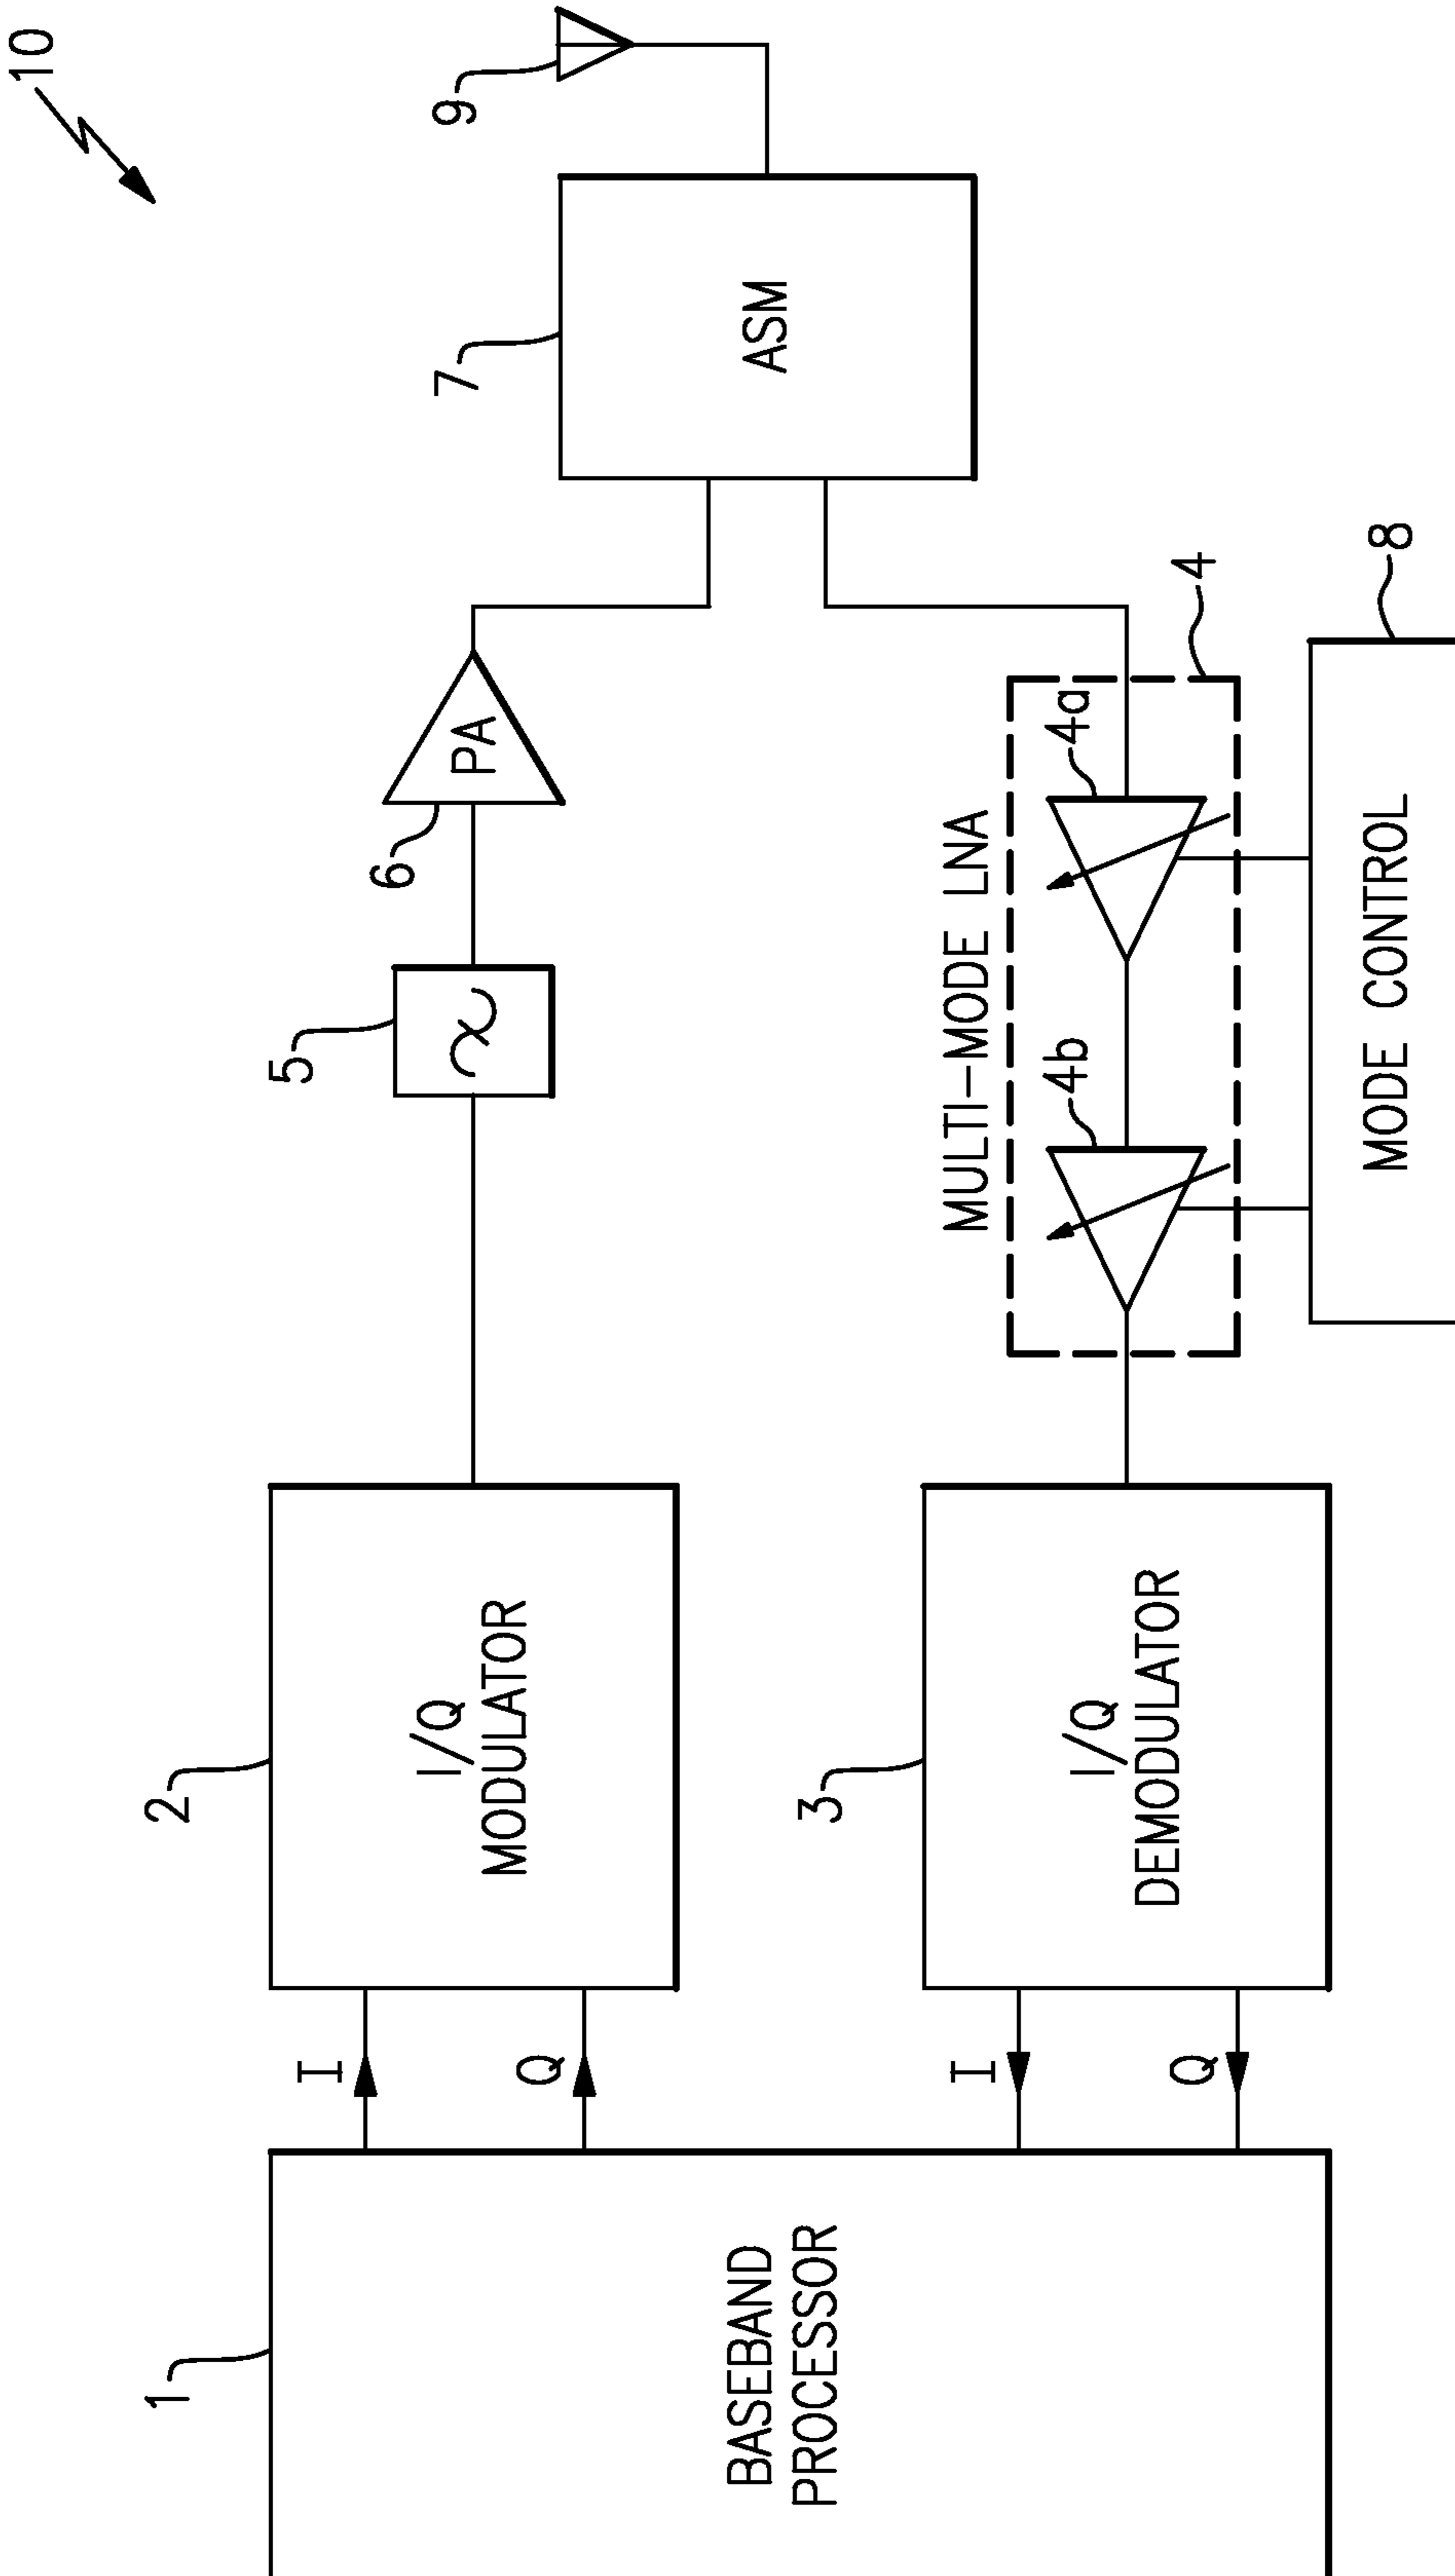 10
1
BASEBAND
PROCESSOR
I
Q
I
Q
2
I/Q
MODULATOR
3
I/Q
DEMODULATOR
5
6
PA
MULTI-MODE LNA
4b
4a
4
MODE CONTROL
8
7
ASM
9